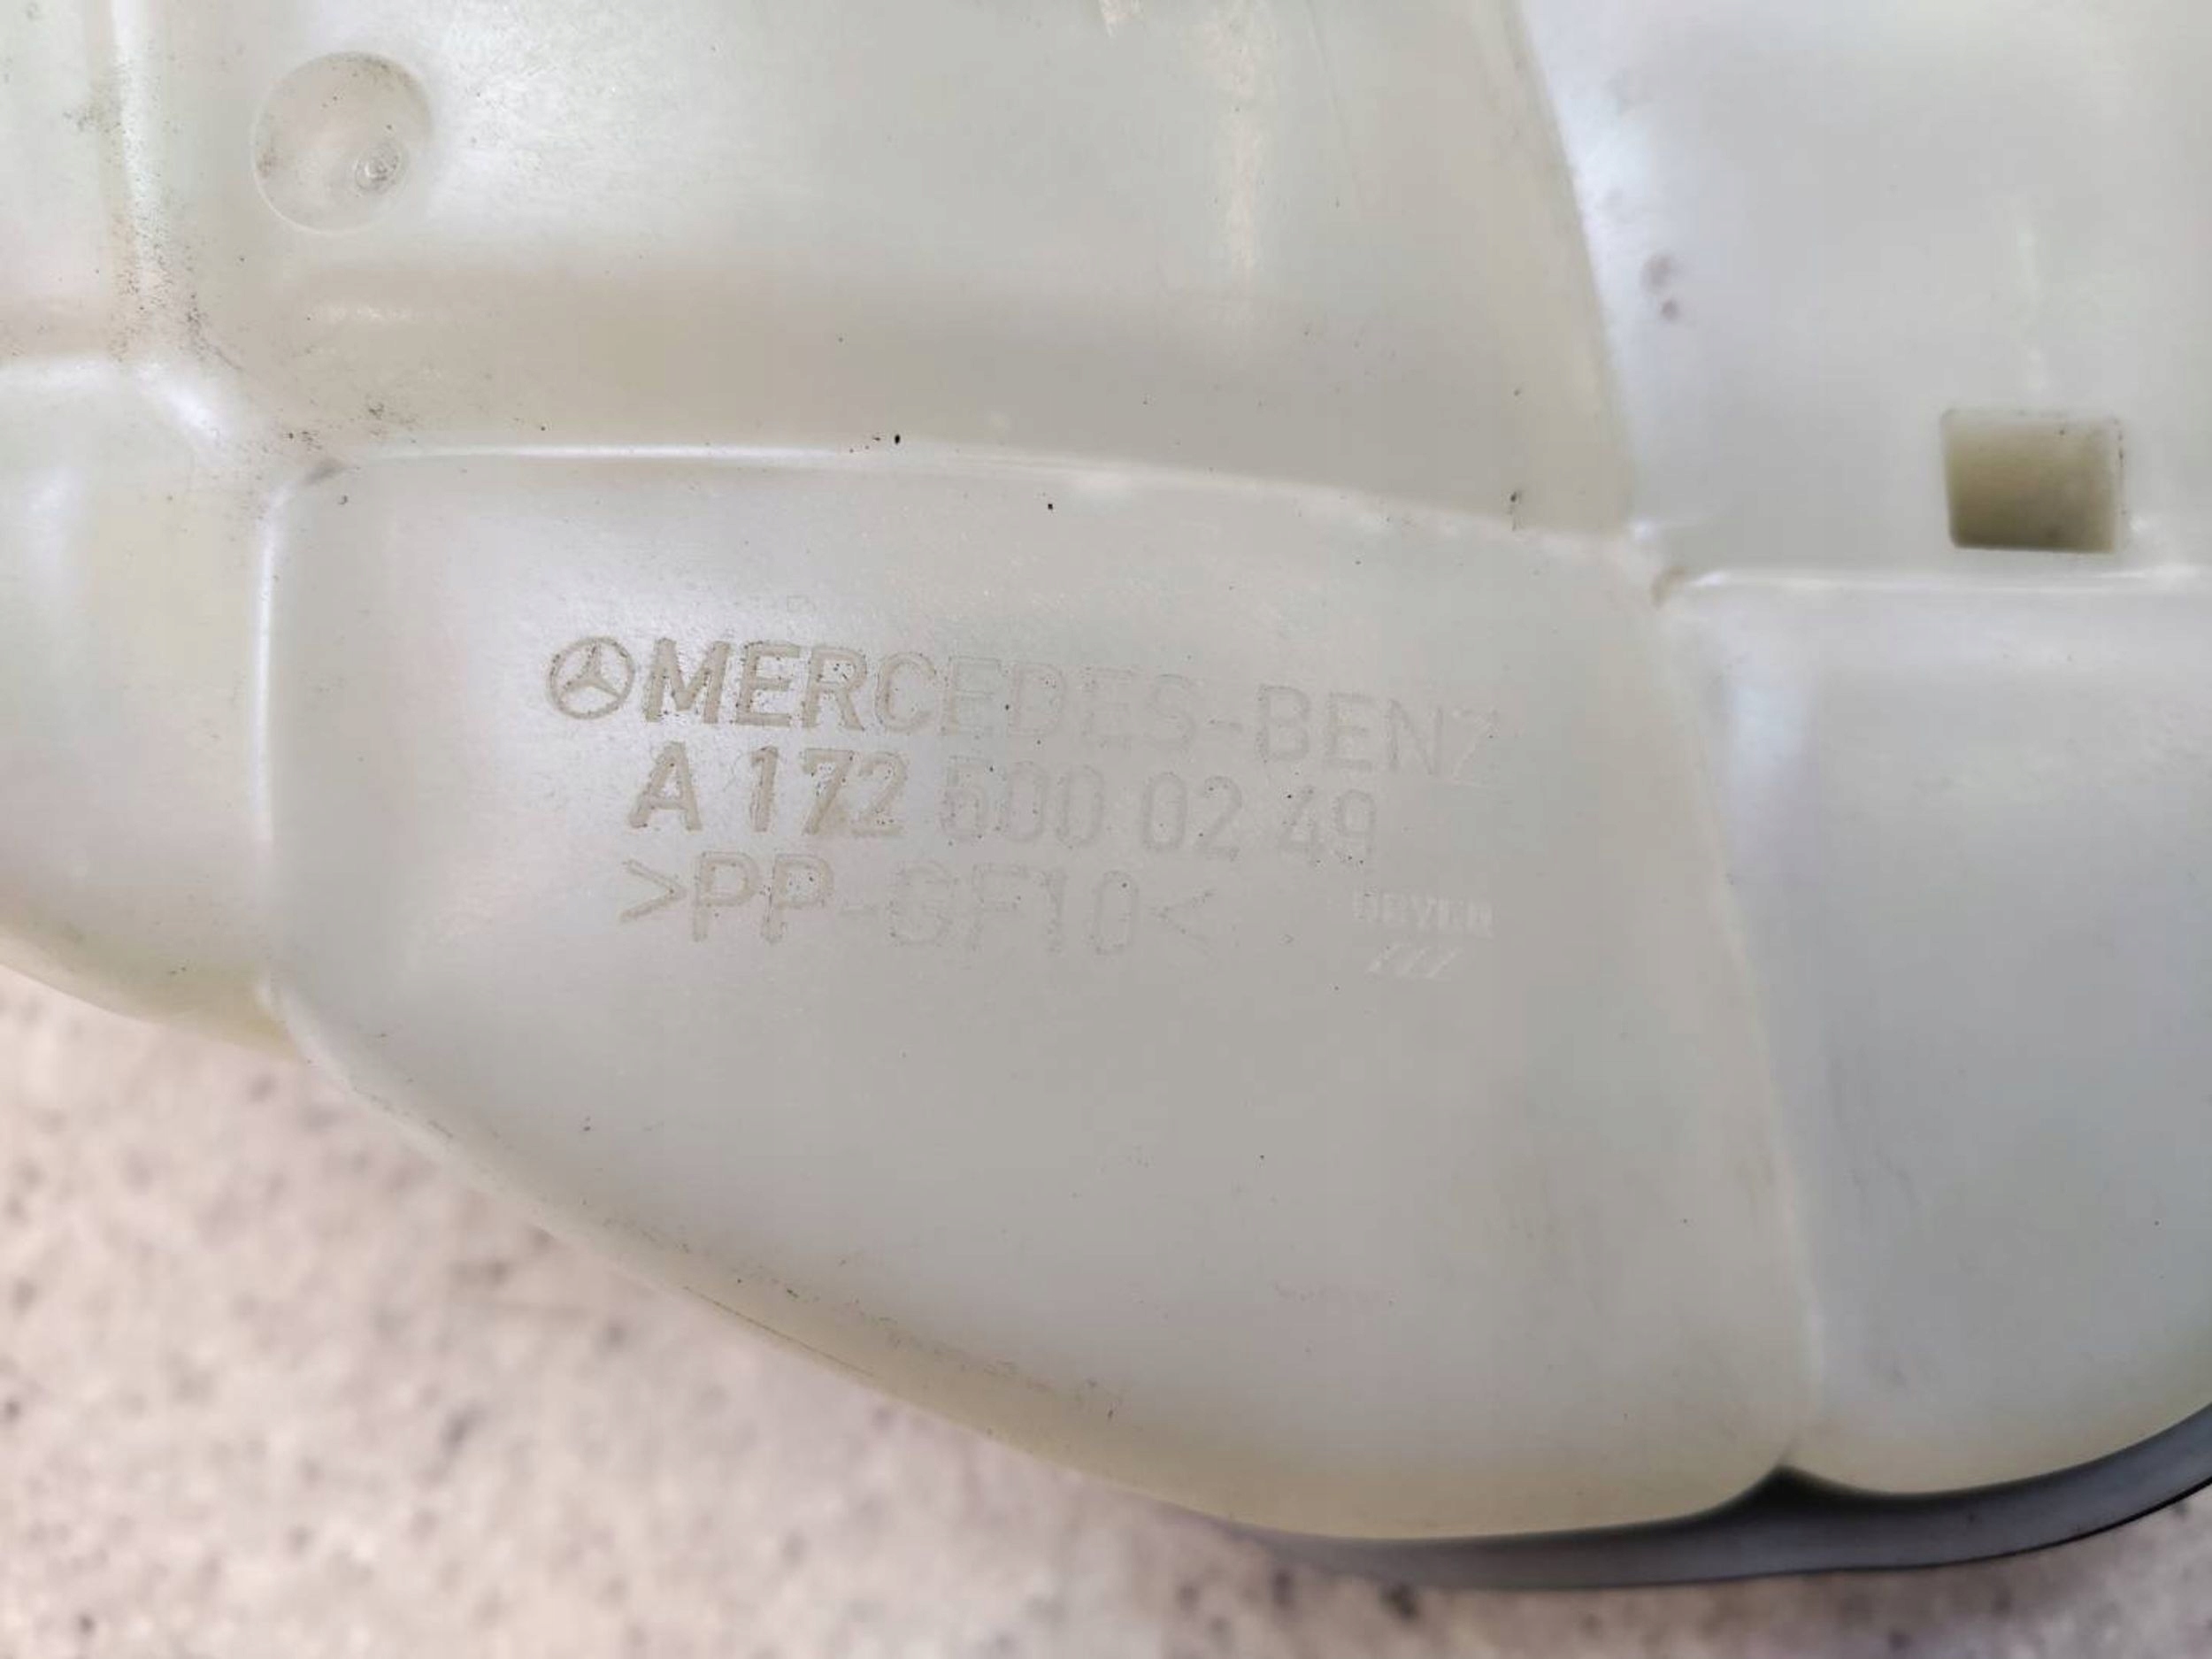 MERCEDES-BENZ
A 172 500 02 49
>PP-GF10<